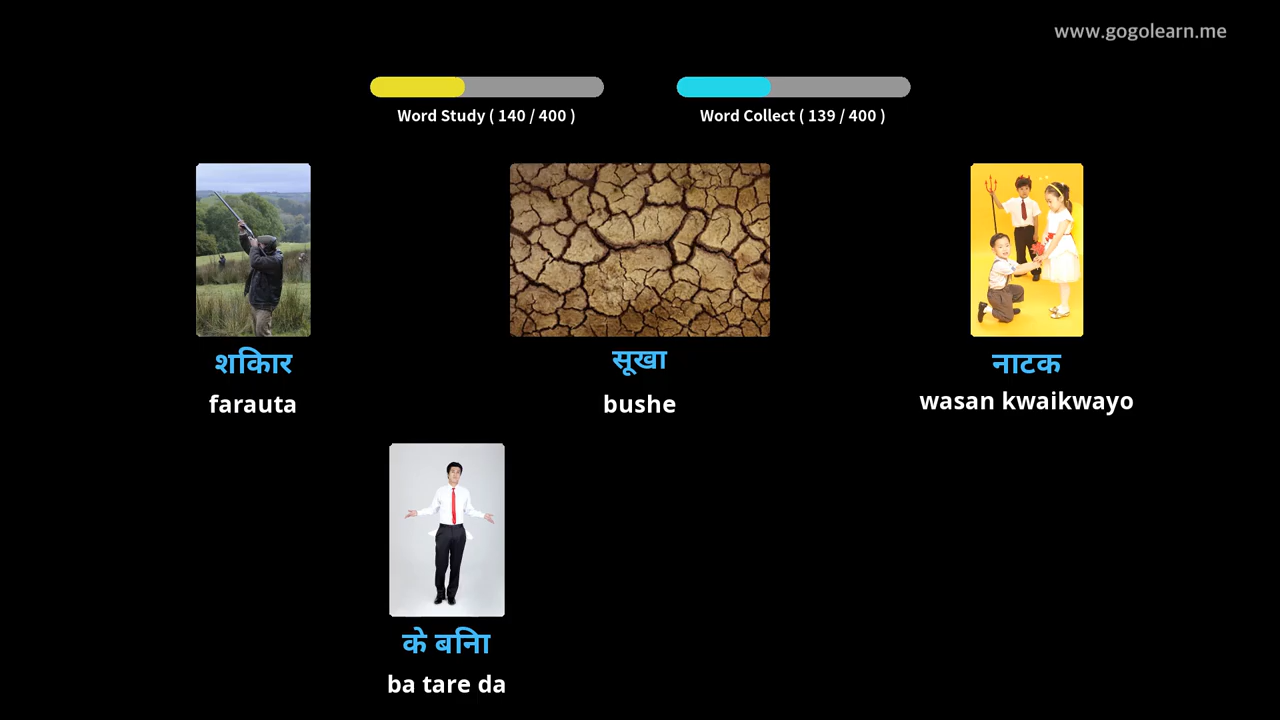 www.gogolearn.me
Word Study ( 140 / 400 )
Word Collect ( 139 / 400 )
शिकार
farauta
सूखा
bushe
नाटक
wasan kwaikwayo
के बिना
ba tare da